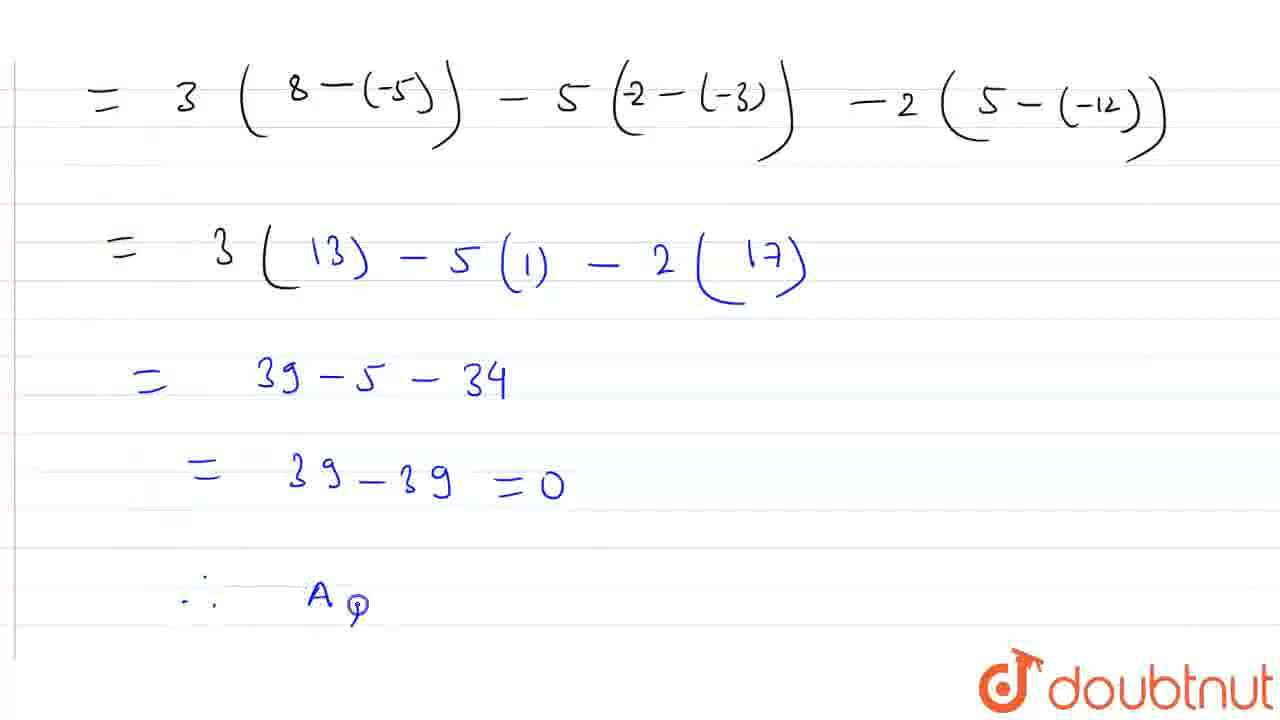 = 3 (8 - (-5)) - 5 (-2 - (-3)) - 2 (5 - (-12))
= 3 (13) - 5 (1) - 2 (17)
= 39 - 5 - 34
= 39 - 39 = 0
∴ A
doubtnut